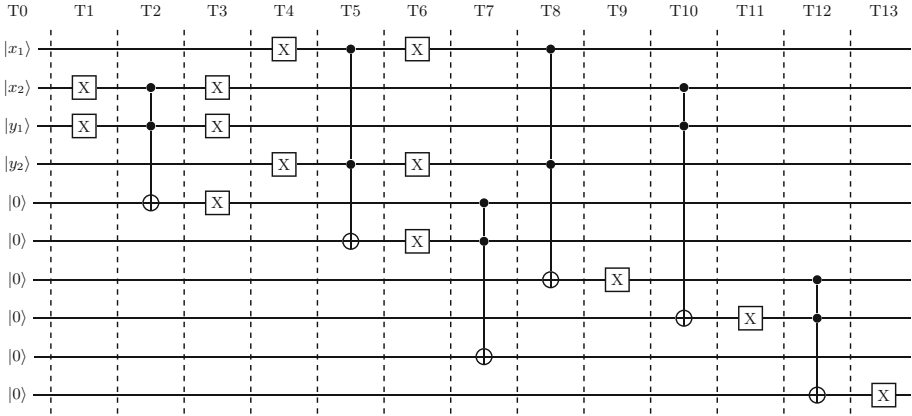 T0 T1 T2 T3 T4 T5 T6 T7 T8 T9 T10 T11 T12 T13
|x₁⟩ X X
|x₂⟩ X X
|y₁⟩ X X
|y₂⟩ X X
|0⟩ X
|0⟩ X
|0⟩ X
|0⟩ X
|0⟩
|0⟩ X